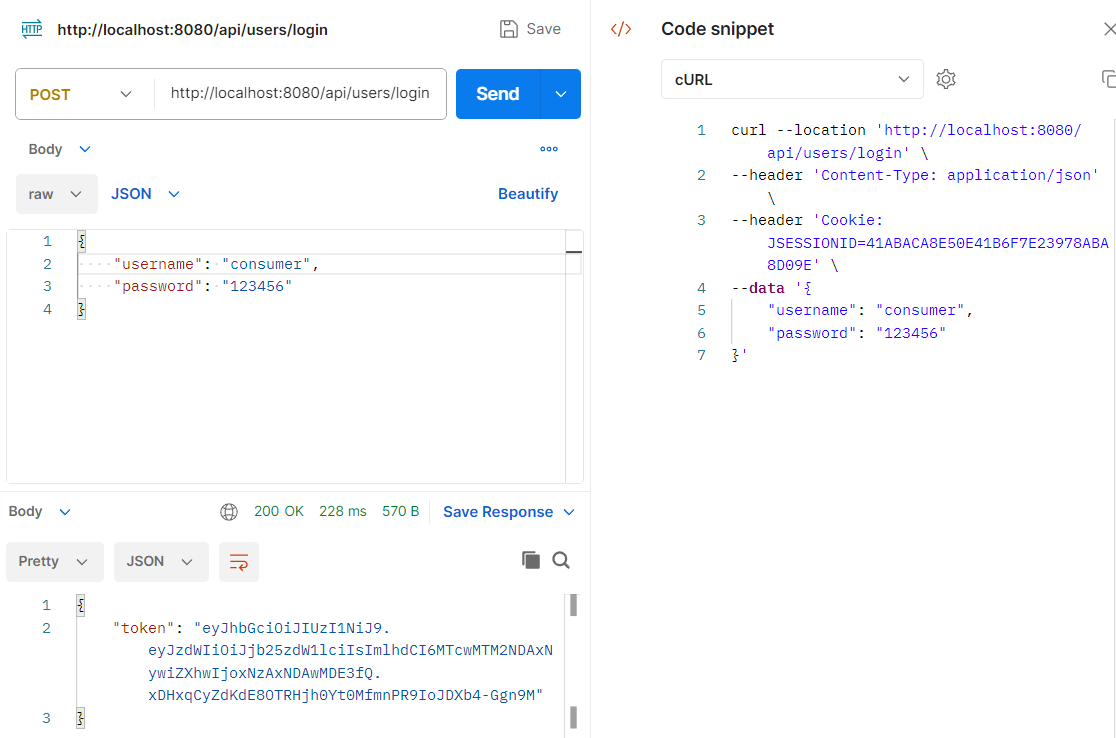 HTTP http://localhost:8080/api/users/login Save
POST http://localhost:8080/api/users/login Send
Body
raw JSON Beautify
1 {
2 "username": "consumer",
3 "password": "123456"
4 }
Body 200 OK 228 ms 570 B Save Response
Pretty JSON
1 {
2 "token": "eyJhbGciOiJIUzI1NiJ9.
eyJzdWIiOiJjb25zdW1lciIsImlhdCI6MTcwMTM2NDAxN
ywiZXhwIjoxNzAxNDAwMDE3fQ.
xDHxqCyZdKdE8OTRHjh0Yt0MfmnPR9IoJDXb4-Ggn9M"
3 }
</> Code snippet
cURL
1 curl --location 'http://localhost:8080/
api/users/login' \
2 --header 'Content-Type: application/json'
\
3 --header 'Cookie:
JSESSIONID=41ABACA8E50E41B6F7E23978ABA
8D09E' \
4 --data '{
5 "username": "consumer",
6 "password": "123456"
7 }'